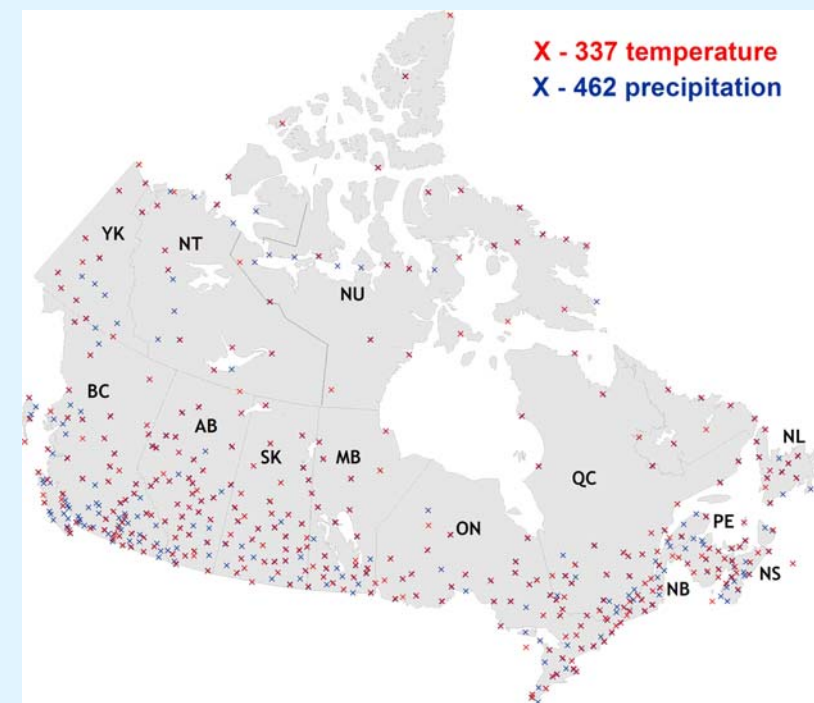 X - 337 temperature
X - 462 precipitation
YK
NT
NU
BC
AB
SK
MB
NL
QC
ON
PE
NB
NS